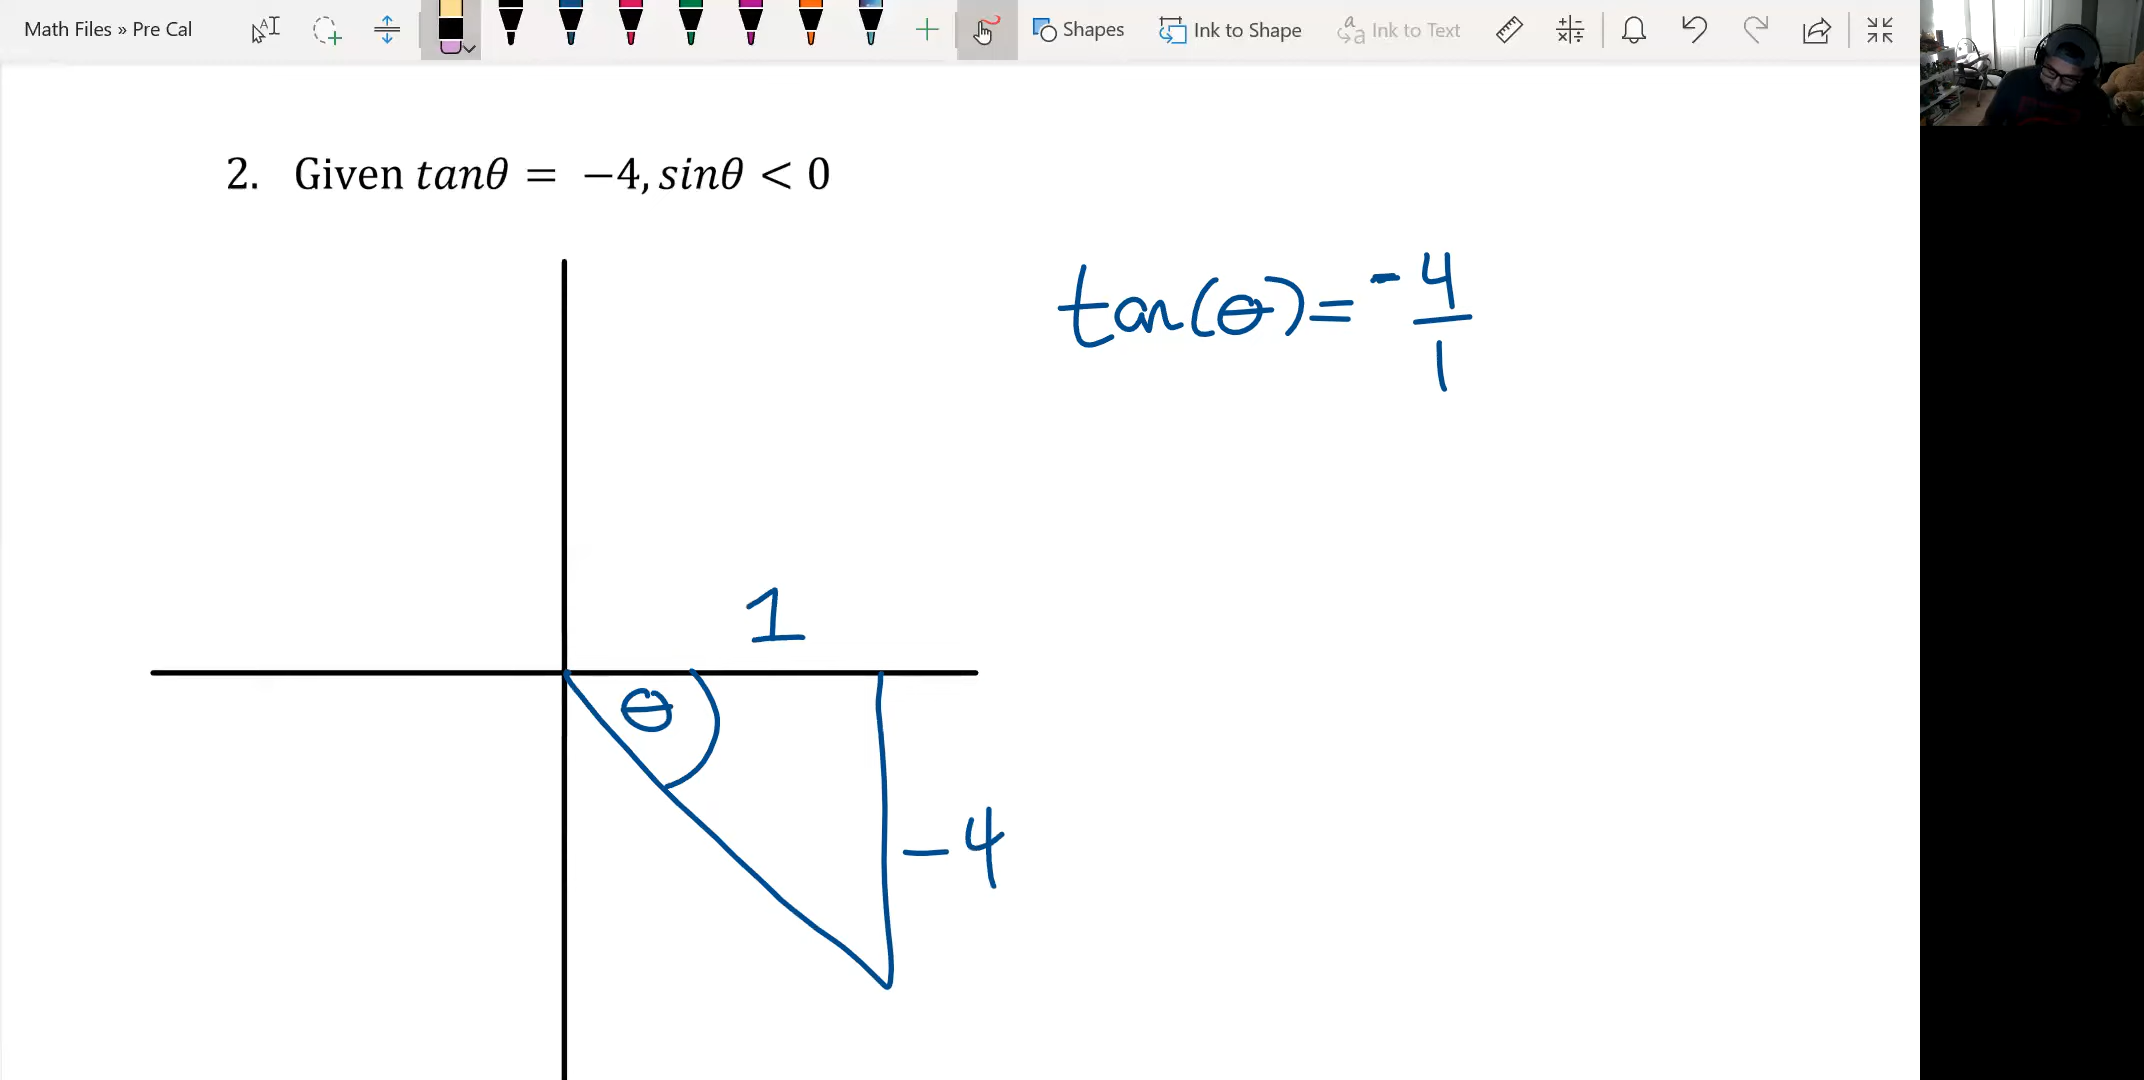 Math Files » Pre Cal
Shapes
Ink to Shape
Ink to Text
2. Given tanθ = −4, sinθ < 0
tan(θ) = -4/1
1
θ
-4